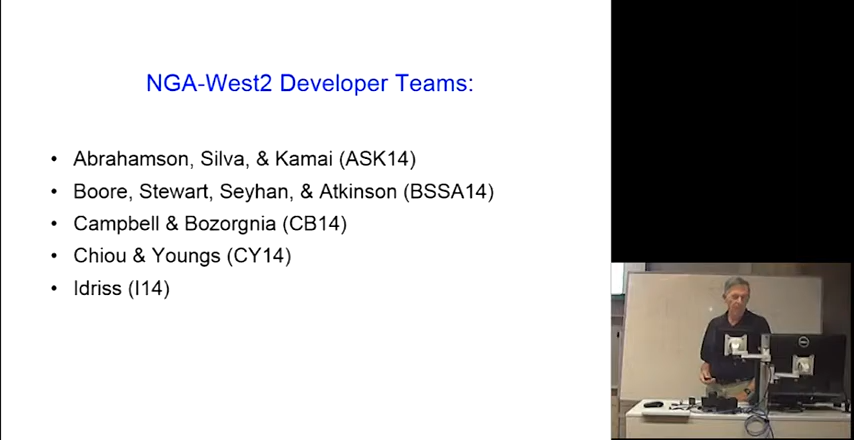 NGA-West2 Developer Teams:
• Abrahamson, Silva, & Kamai (ASK14)
• Boore, Stewart, Seyhan, & Atkinson (BSSA14)
• Campbell & Bozorgnia (CB14)
• Chiou & Youngs (CY14)
• Idriss (I14)
DELL